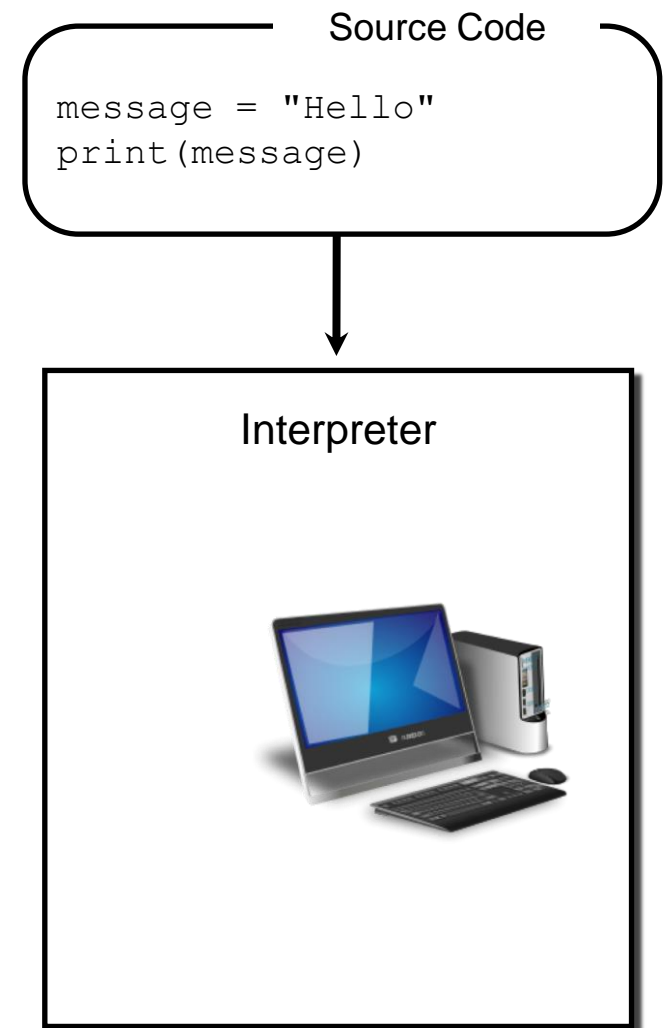 Source Code
message = "Hello"
print(message)
Interpreter